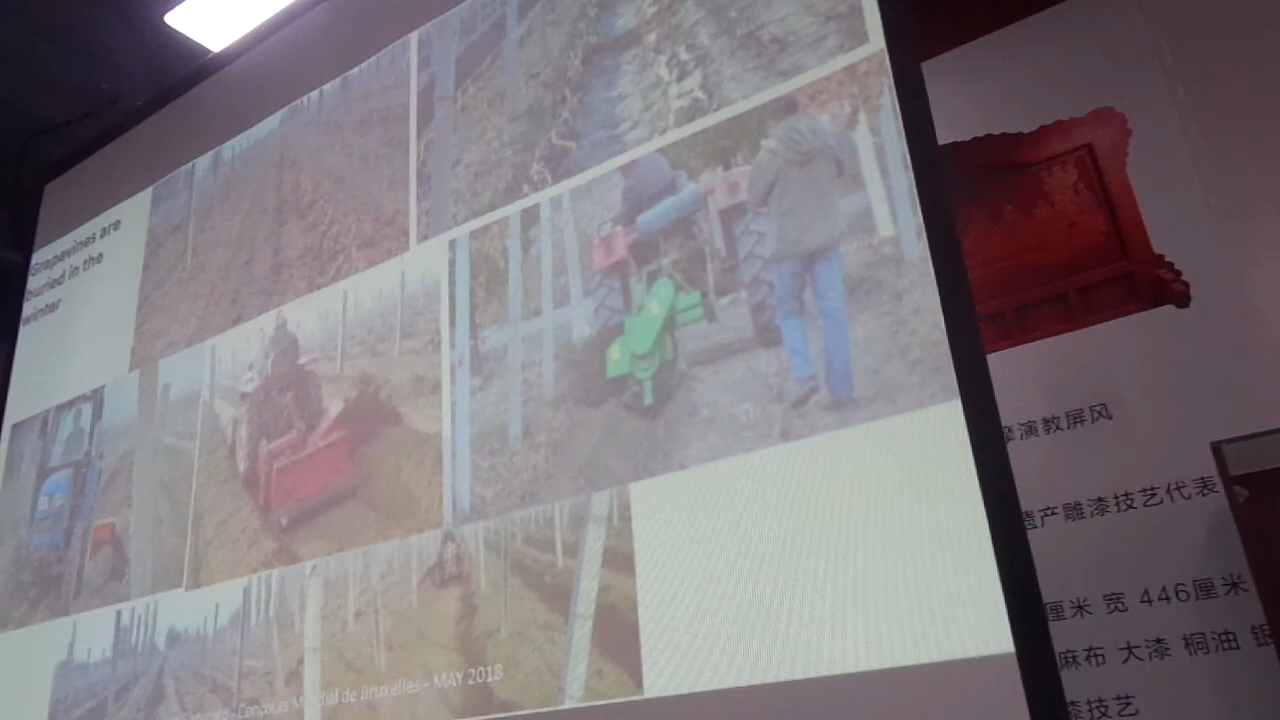 Grapevines are
buried in the
winter
- Concours Mondial de Bruxelles - MAY 2018
演教屏风
遗产雕漆技艺代表
厘米 宽 446厘米
麻布 大漆 桐油 银
漆技艺